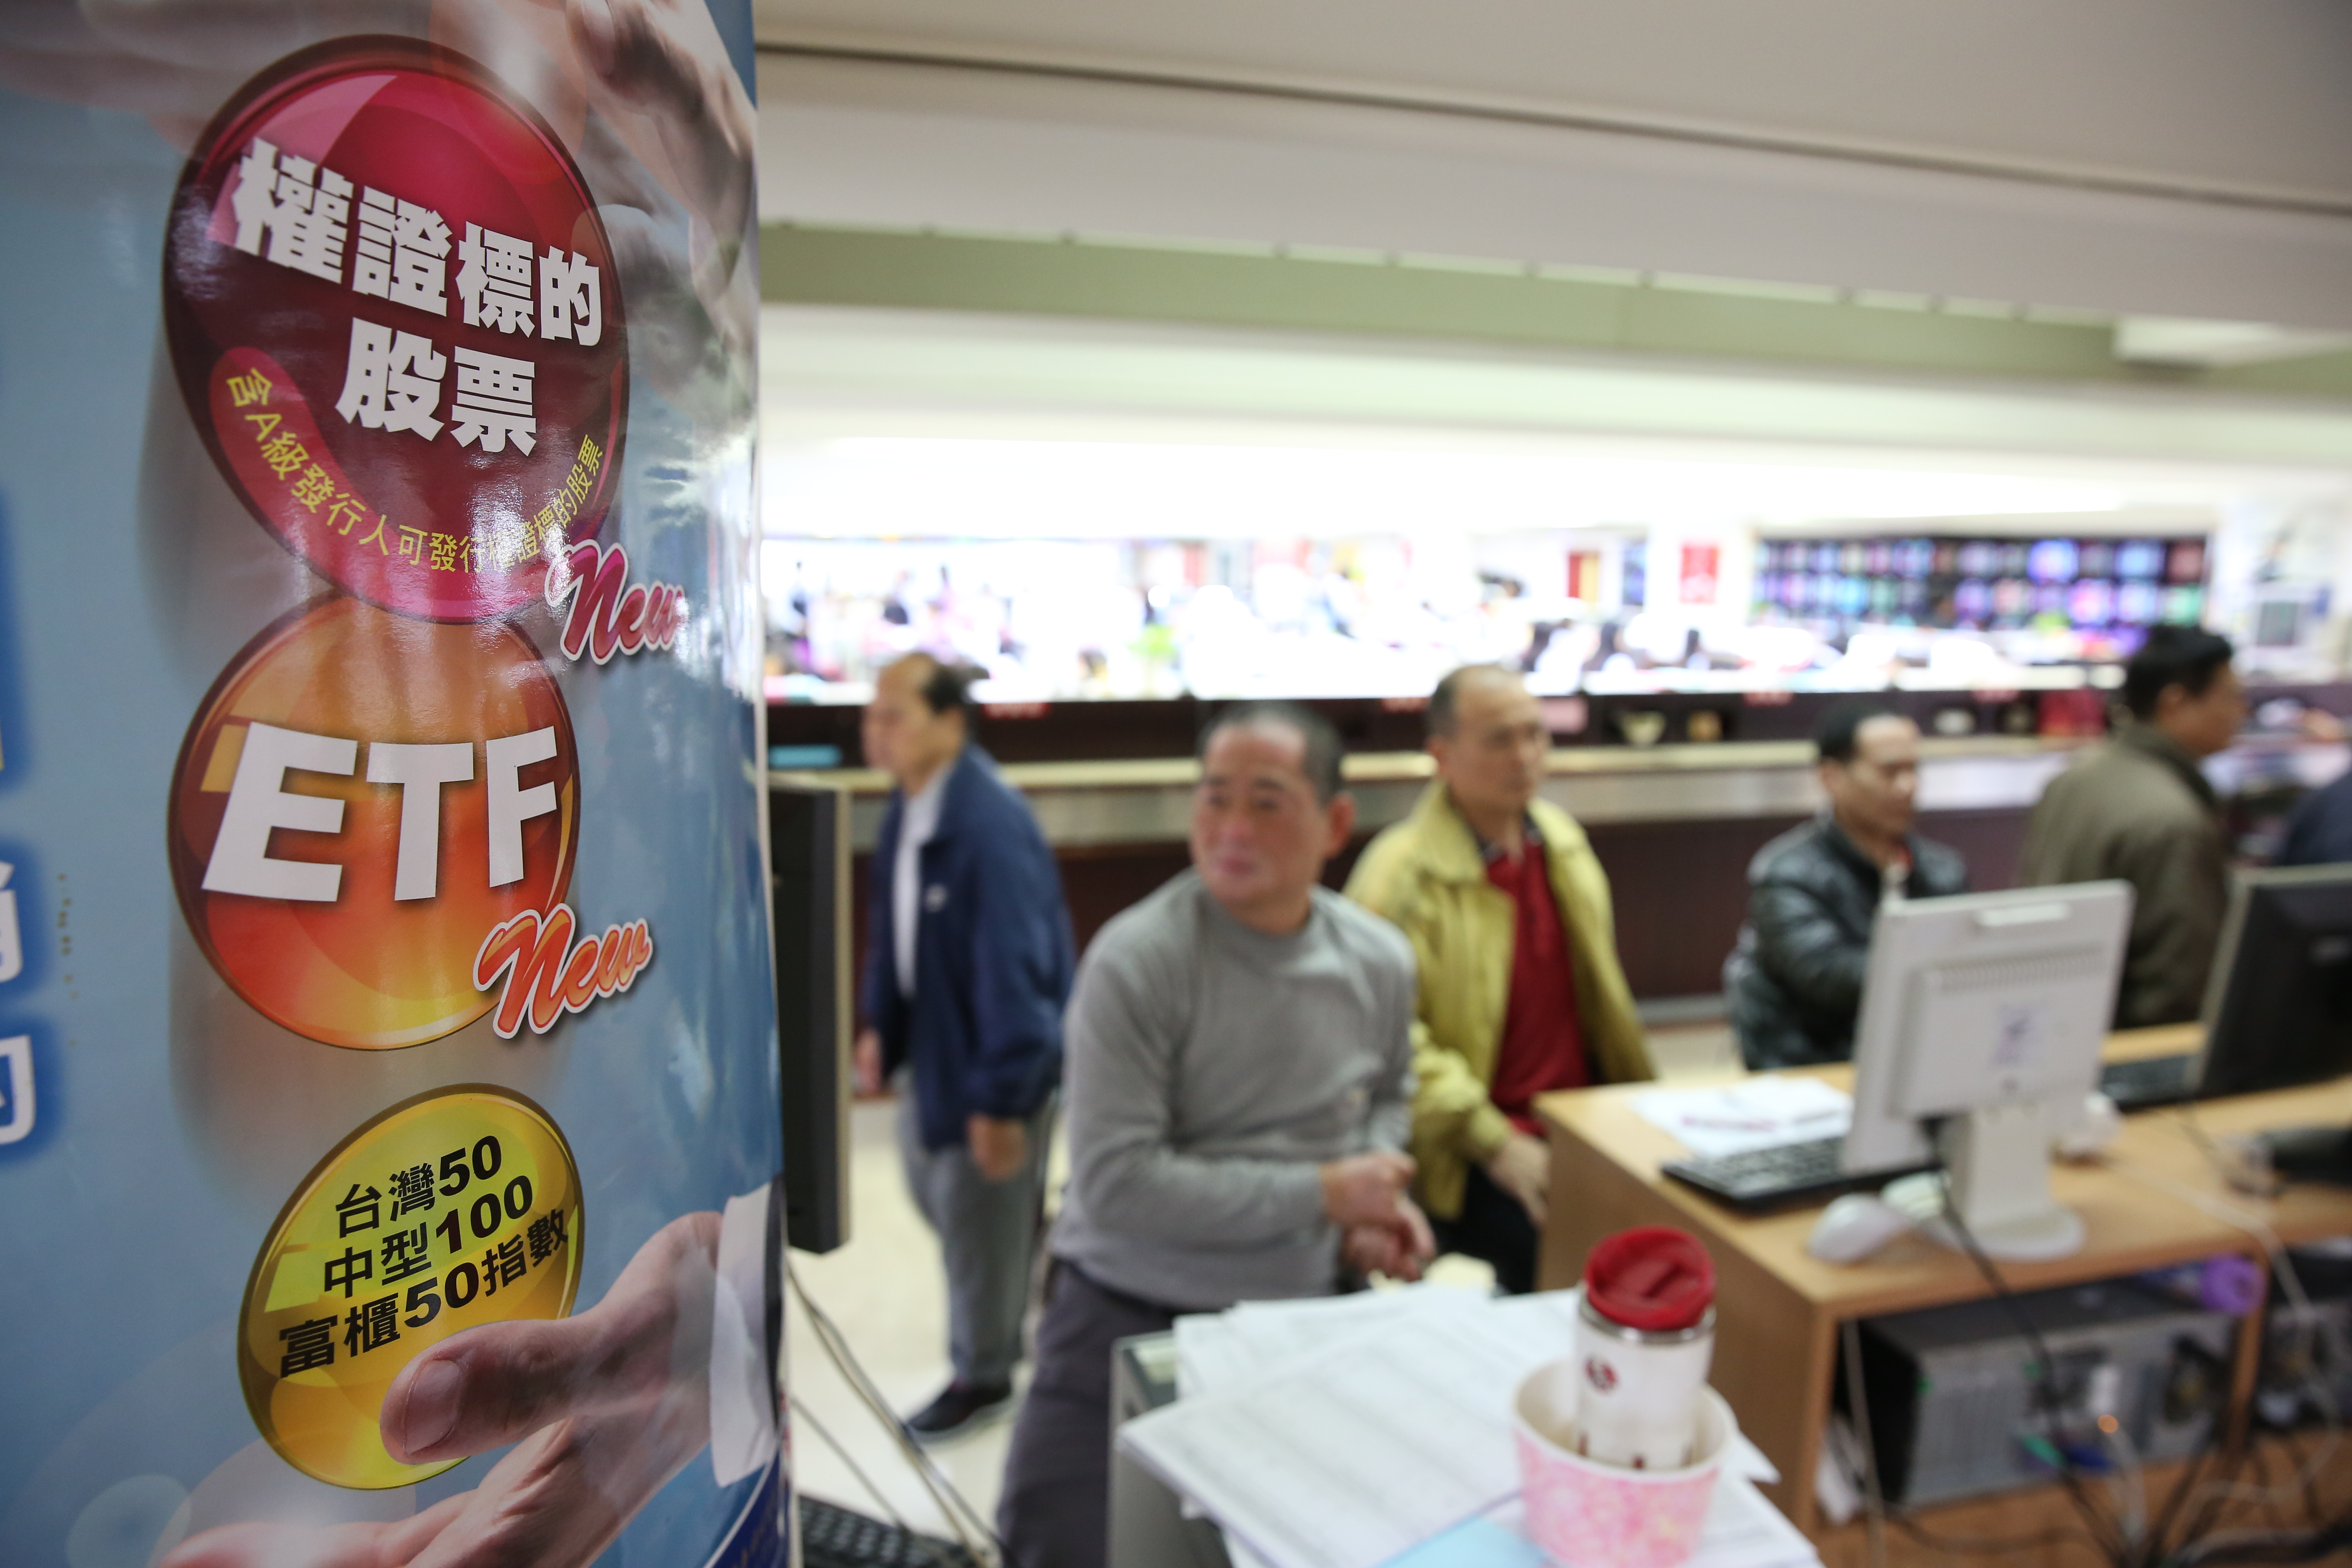 權證標的
股票
含A級發行人可發行權證標的股票
New
ETF
New
台灣50
中型100
富櫃50指數
的